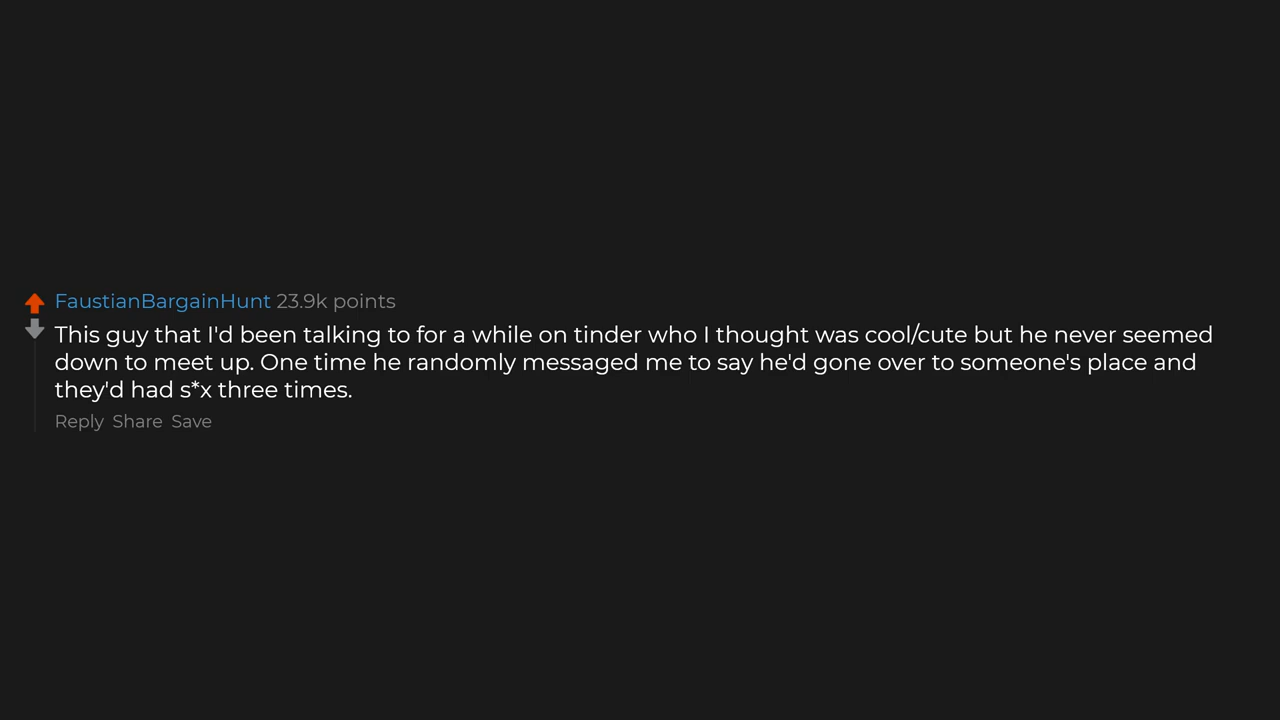 FaustianBargainHunt 23.9k points
This guy that I'd been talking to for a while on tinder who I thought was cool/cute but he never seemed
down to meet up. One time he randomly messaged me to say he'd gone over to someone's place and
they'd had s*x three times.
Reply Share Save